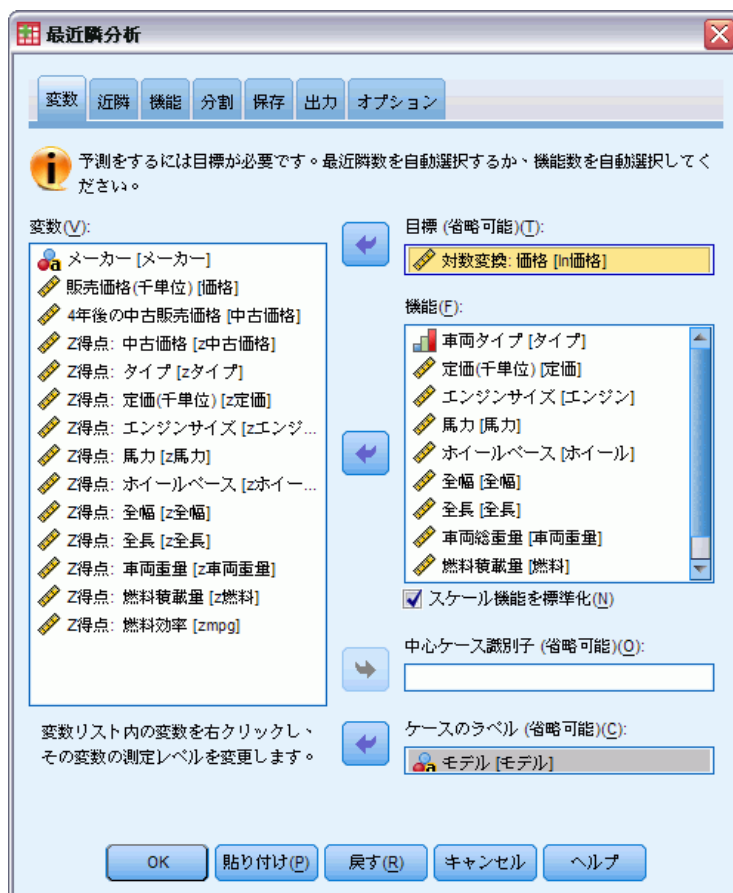 最近隣分析
変数 近隣 機能 分割 保存 出力 オプション
予測をするには目標が必要です。最近隣数を自動選択するか、機能数を自動選択してく
ださい。
変数(V):
メーカー [メーカー]
販売価格(千単位) [価格]
4年後の中古販売価格 [中古価格]
Z得点: 中古価格 [z中古価格]
Z得点: タイプ [zタイプ]
Z得点: 定価(千単位) [z定価]
Z得点: エンジンサイズ [zエンジ...
Z得点: 馬力 [z馬力]
Z得点: ホイールベース [zホイー...
Z得点: 全幅 [z全幅]
Z得点: 全長 [z全長]
Z得点: 車両重量 [z車両重量]
Z得点: 燃料積載量 [z燃料]
Z得点: 燃料効率 [zmpg]
変数リスト内の変数を右クリックし、
その変数の測定レベルを変更します。
目標 (省略可能)(T):
対数変換: 価格 [ln価格]
機能(F):
車両タイプ [タイプ]
定価(千単位) [定価]
エンジンサイズ [エンジン]
馬力 [馬力]
ホイールベース [ホイール]
全幅 [全幅]
全長 [全長]
車両総重量 [車両重量]
燃料積載量 [燃料]
スケール機能を標準化(N)
中心ケース識別子 (省略可能)(O):
ケースのラベル (省略可能)(C):
モデル [モデル]
OK 貼り付け(P) 戻す(R) キャンセル ヘルプ